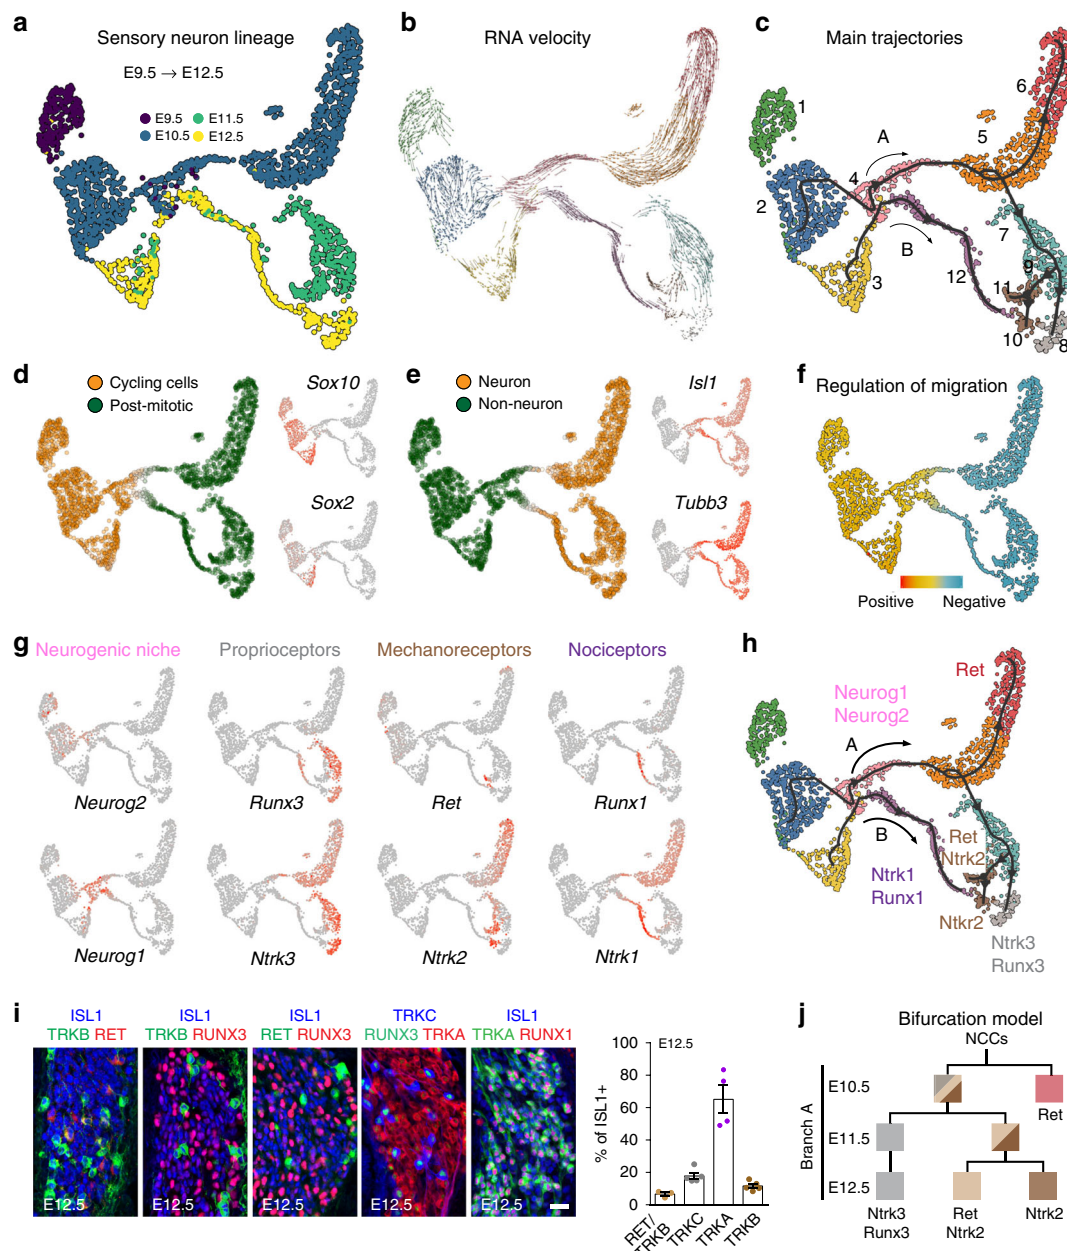 a
Sensory neuron lineage
E9.5 → E12.5
E9.5
E11.5
E10.5
E12.5
b
RNA velocity
c
Main trajectories
1
2
3
4
5
6
7
8
9
10
11
12
A
B
d
Cycling cells
Post-mitotic
Sox10
Sox2
e
Neuron
Non-neuron
Isl1
Tubb3
f
Regulation of migration
Positive
Negative
g
Neurogenic niche
Proprioceptors
Mechanoreceptors
Nociceptors
Neurog2
Runx3
Ret
Runx1
Neurog1
Ntrk3
Ntrk2
Ntrk1
h
Neurog1
Neurog2
Ret
A
B
Ntrk1
Runx1
Ret
Ntrk2
Ntkr2
Ntrk3
Runx3
i
ISL1
TRKB RET
ISL1
TRKB RUNX3
ISL1
RET RUNX3
TRKC
RUNX3 TRKA
ISL1
TRKA RUNX1
E12.5
E12.5
E12.5
E12.5
E12.5
E12.5
% of ISL1+
100
80
60
40
20
0
RET/
TRKB
TRKC
TRKA
TRKB
j
Bifurcation model
NCCs
Branch A
E10.5
Ret
E11.5
E12.5
Ntrk3
Runx3
Ret
Ntrk2
Ntrk2